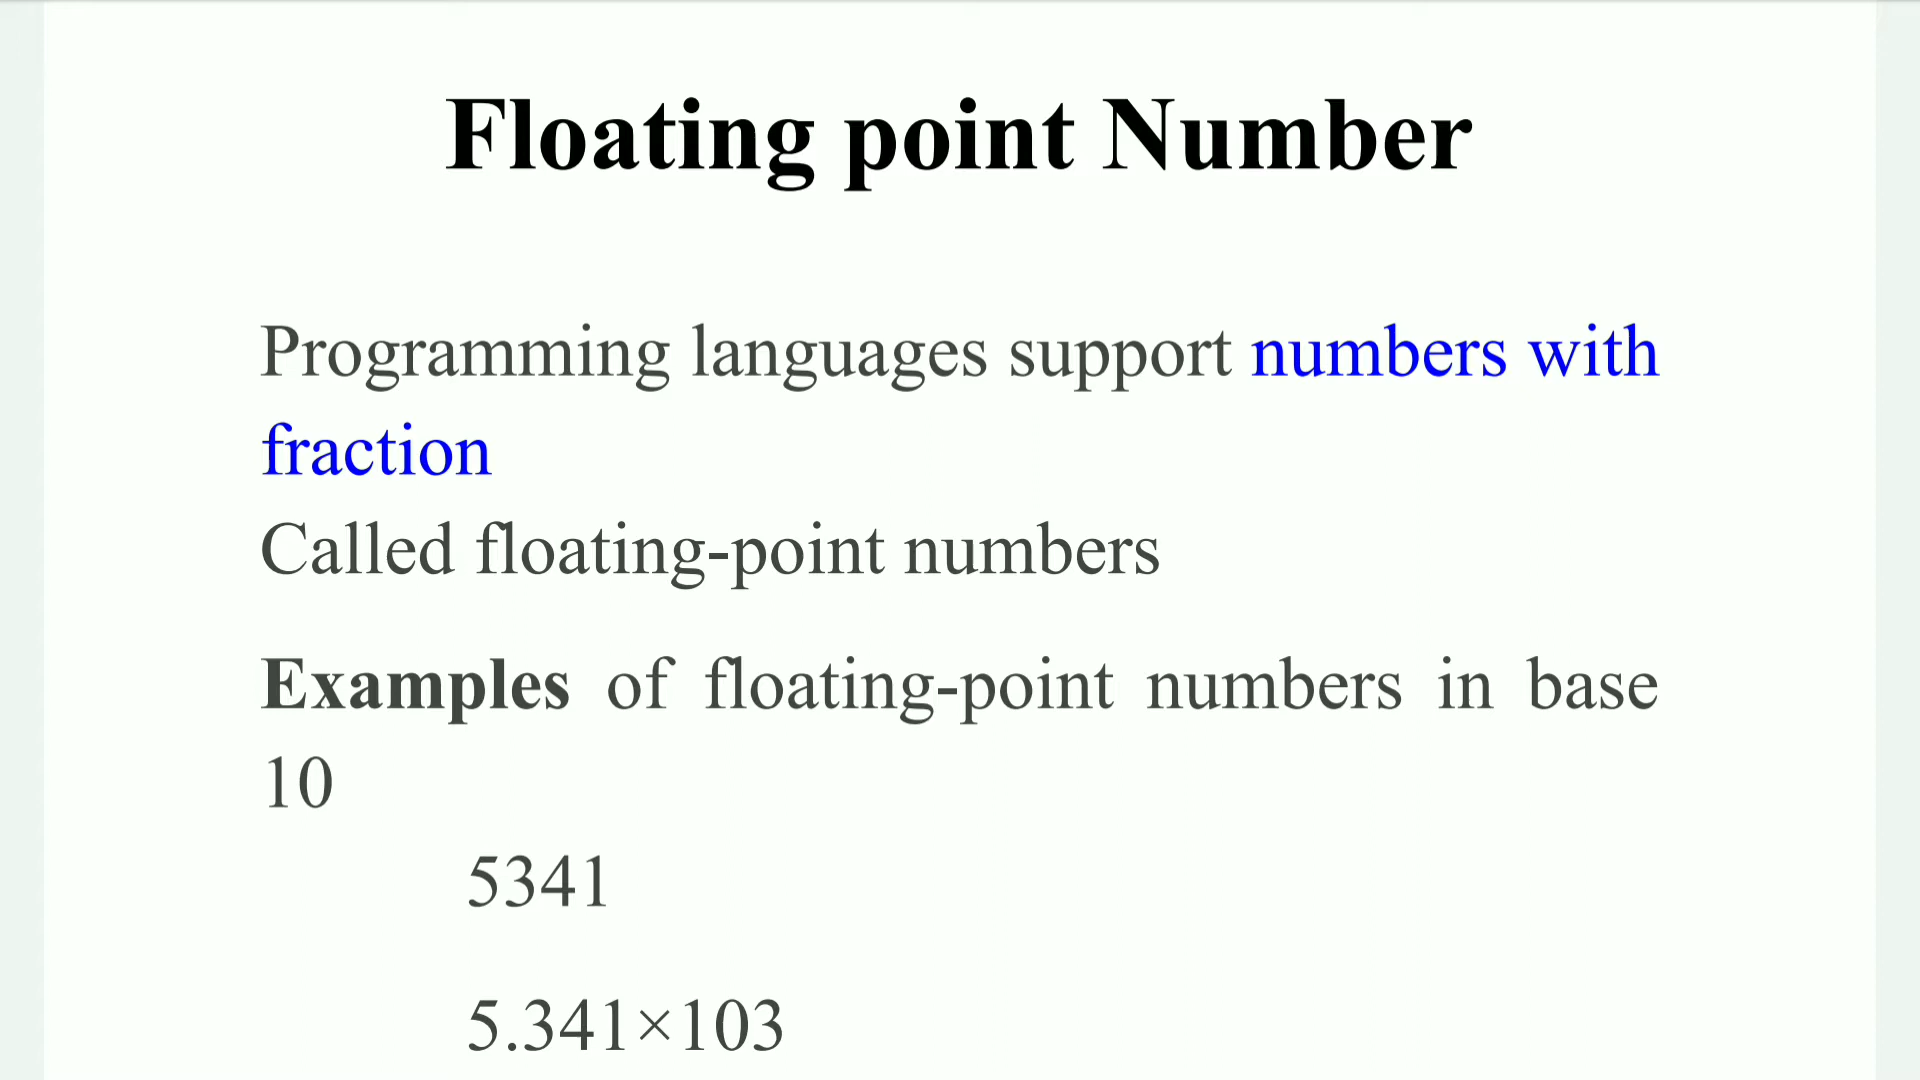 Floating point Number
Programming languages support numbers with
fraction
Called floating-point numbers
Examples of floating-point numbers in base
10
5341
5.341×103